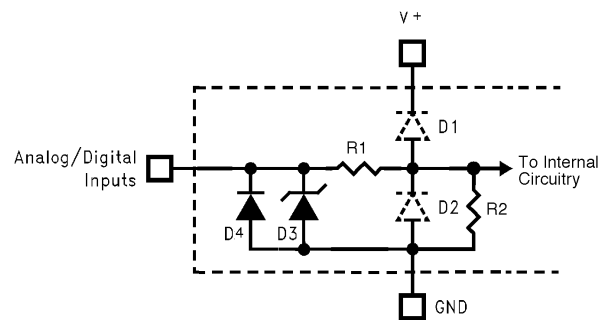 V+
D1
R1
Analog/Digital
Inputs
To Internal
Circuitry
D2
R2
D4
D3
GND